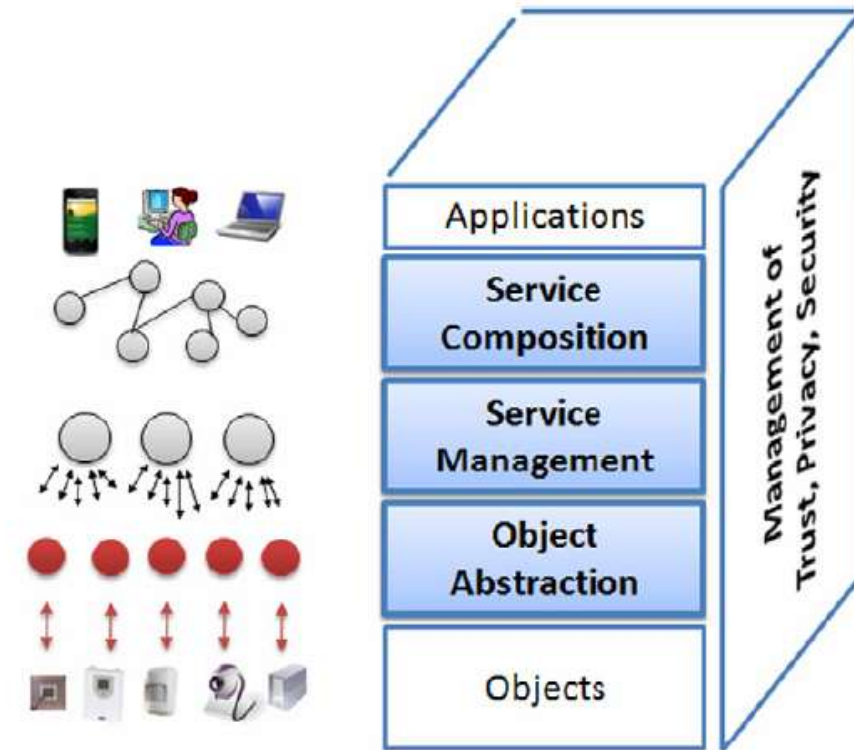 Applications
Service
Composition
Service
Management
Object
Abstraction
Objects
Management of
Trust, Privacy, Security